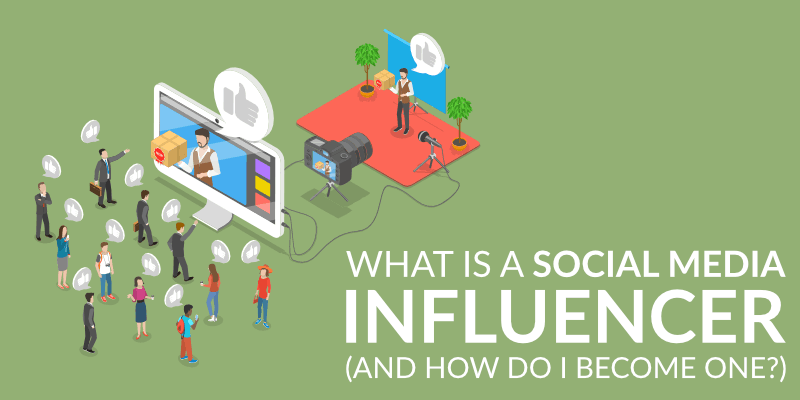 WHAT IS A SOCIAL MEDIA
INFLUENCER
(AND HOW DO I BECOME ONE?)